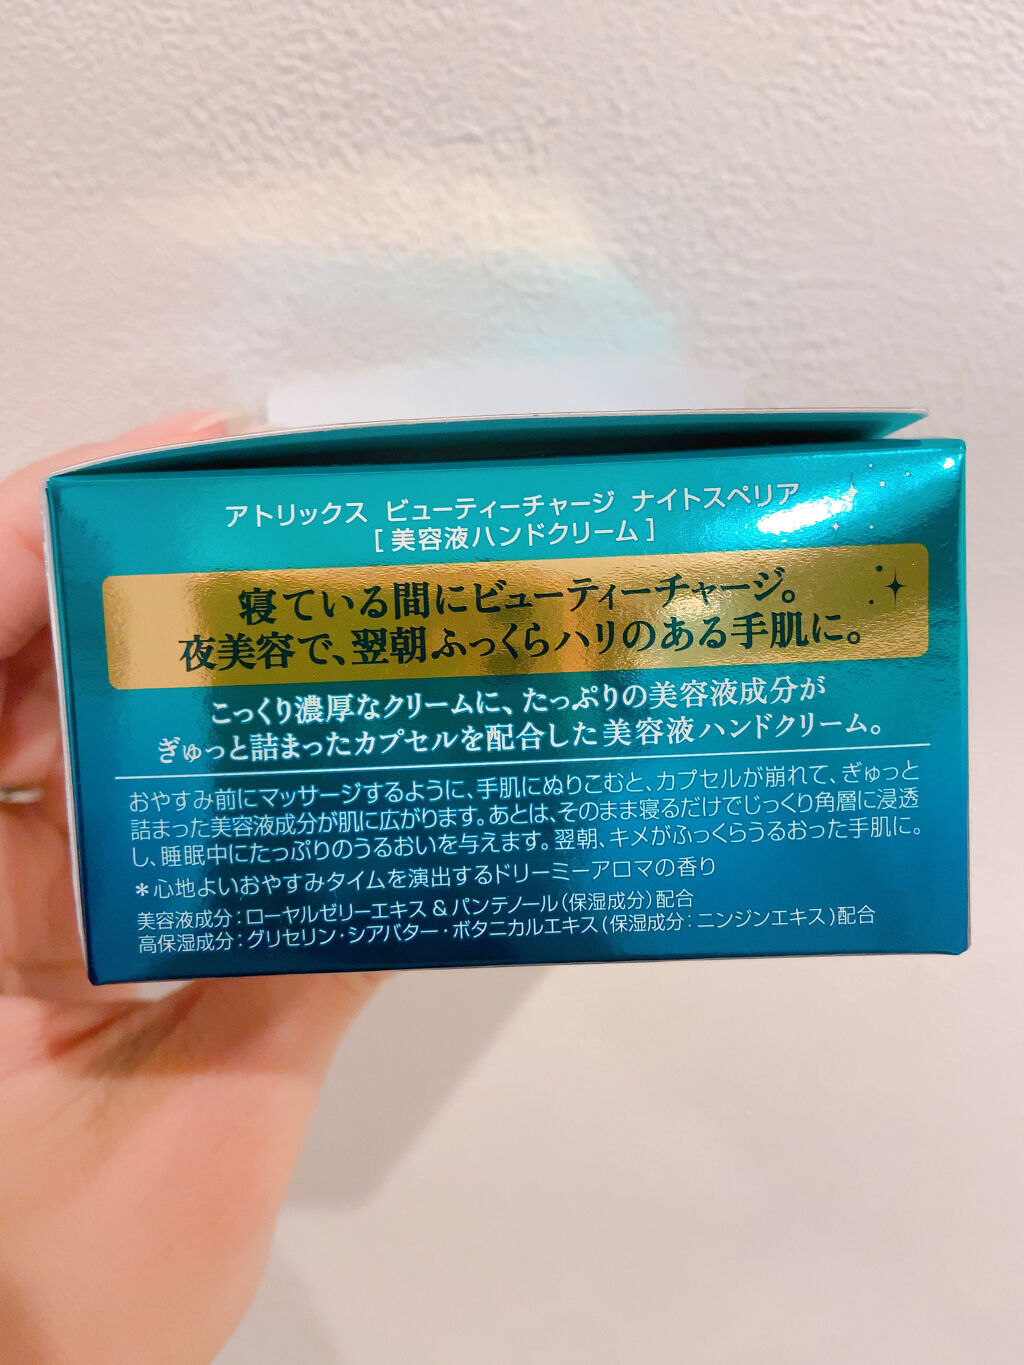 アトリックス ビューティーチャージ ナイトスペリア
[ 美容液ハンドクリーム ]
寝ている間にビューティーチャージ。
夜美容で、翌朝ふっくらハリのある手肌に。
こっくり濃厚なクリームに、たっぷりの美容液成分が
ぎゅっと詰まったカプセルを配合した美容液ハンドクリーム。
おやすみ前にマッサージするように、手肌にぬりこむと、カプセルが崩れて、ぎゅっと
詰まった美容液成分が肌に広がります。あとは、そのまま寝るだけでじっくり角層に浸透
し、睡眠中にたっぷりのうるおいを与えます。翌朝、キメがふっくらうるおった手肌に。
*心地よいおやすみタイムを演出するドリーミーアロマの香り
美容液成分：ローヤルゼリーエキス & パンテノール（保湿成分）配合
高保湿成分：グリセリン・シアバター・ボタニカルエキス（保湿成分：ニンジンエキス）配合